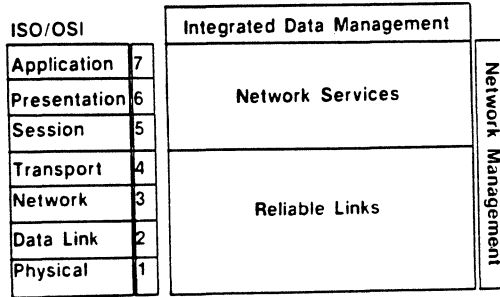 ISO/OSI
Application 7
Presentation 6
Session 5
Transport 4
Network 3
Data Link 2
Physical 1
Integrated Data Management
Network Services
Reliable Links
Network Management